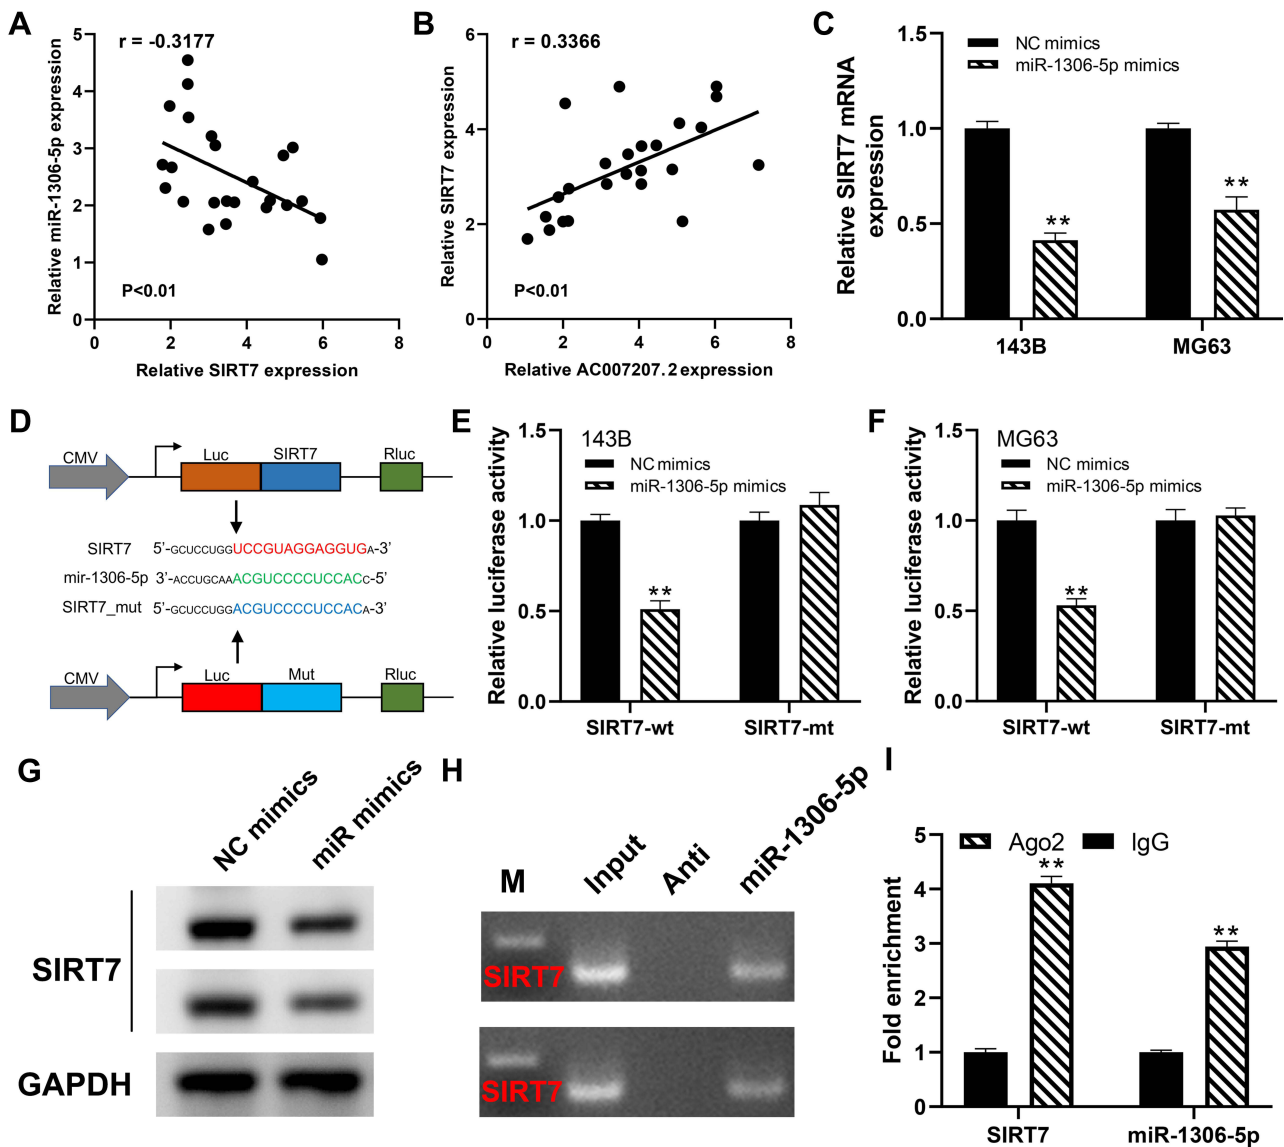 A
r = -0.3177
Relative miR-1306-5p expression
5
4
3
2
1
0
P<0.01
0 2 4 6 8
Relative SIRT7 expression
B
r = 0.3366
Relative SIRT7 expression
6
4
2
0
P<0.01
0 2 4 6 8
Relative AC007207.2 expression
C
Relative SIRT7 mRNA
expression
1.5
1.0
0.5
0.0
NC mimics
miR-1306-5p mimics
**
**
143B MG63
D
CMV Luc SIRT7 Rluc
SIRT7 5'-GCUCCUGGUCCGUAGGAGGUGA-3'
mir-1306-5p 3'-ACCUGCAAACGUCCCCUCCACC-5'
SIRT7_mut 5'-GCUCCUGGACGUCCCCUCCACA-3'
CMV Luc Mut Rluc
E
Relative luciferase activity
1.5
1.0
0.5
0.0
143B
NC mimics
miR-1306-5p mimics
**
SIRT7-wt SIRT7-mt
F
Relative luciferase activity
1.5
1.0
0.5
0.0
MG63
NC mimics
miR-1306-5p mimics
**
SIRT7-wt SIRT7-mt
G
NC mimics
miR mimics
SIRT7
GAPDH
H
M
Input
Anti
miR-1306-5p
SIRT7
SIRT7
I
Fold enrichment
5
4
3
2
1
0
Ago2 IgG
**
**
SIRT7 miR-1306-5p